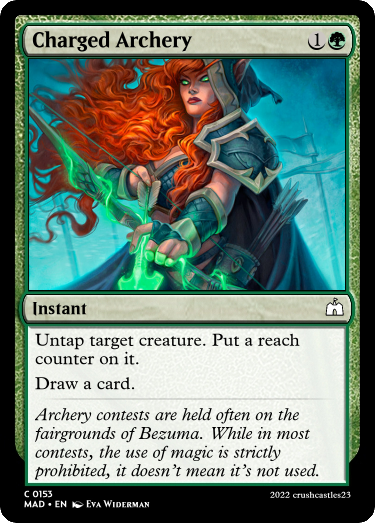 Charged Archery 1
Instant
Untap target creature. Put a reach
counter on it.
Draw a card.
Archery contests are held often on the
fairgrounds of Bezuma. While in most
contests, the use of magic is strictly
prohibited, it doesn't mean it's not used.
C 0153
MAD • EN Eva Widerman
2022 crushcastles23